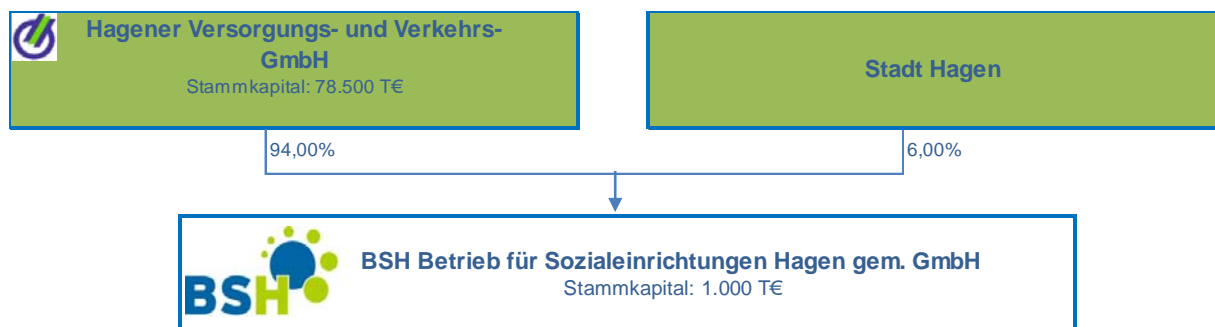 Hagener Versorgungs- und Verkehrs-
GmbH
Stammkapital: 78.500 T€
Stadt Hagen
94,00%
6,00%
BSH
BSH Betrieb für Sozialeinrichtungen Hagen gem. GmbH
Stammkapital: 1.000 T€